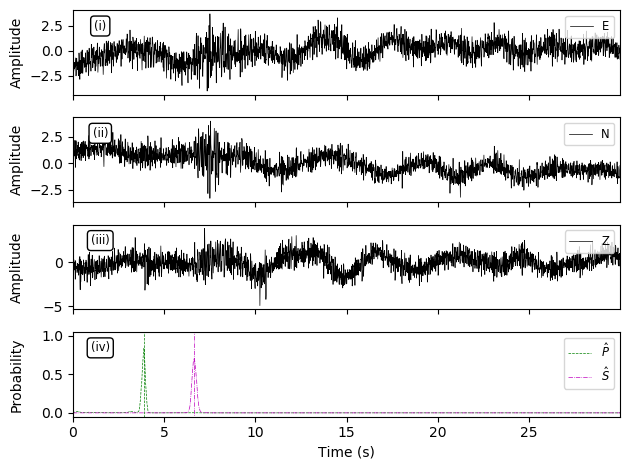 (i)
E
Amplitude
2.5
0.0
−2.5
(ii)
N
Amplitude
2.5
0.0
−2.5
(iii)
Z
Amplitude
0
−5
(iv)
P̂
Ŝ
Probability
1.0
0.5
0.0
0 5 10 15 20 25
Time (s)